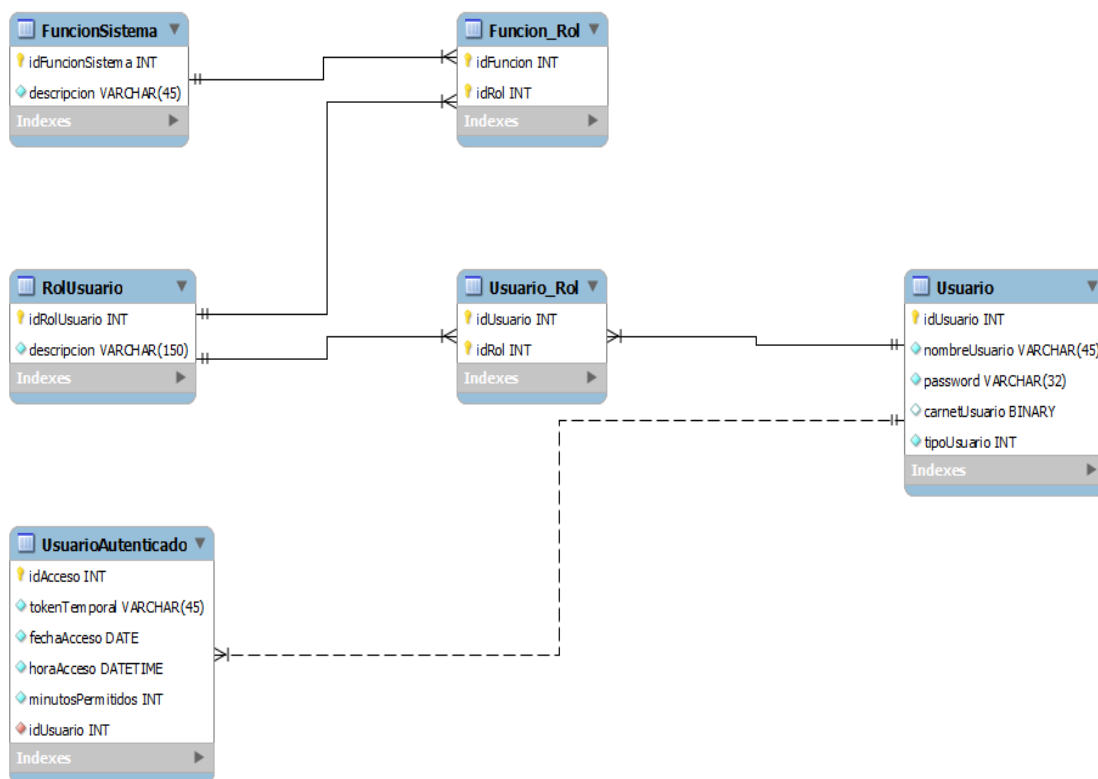 FuncionSistema
idFuncionSistema INT
descripcion VARCHAR(45)
Indexes
Funcion_Rol
idFuncion INT
idRol INT
Indexes
RolUsuario
idRolUsuario INT
descripcion VARCHAR(150)
Indexes
Usuario_Rol
idUsuario INT
idRol INT
Indexes
Usuario
idUsuario INT
nombreUsuario VARCHAR(45)
password VARCHAR(32)
carnetUsuario BINARY
tipoUsuario INT
Indexes
UsuarioAutenticado
idAcceso INT
tokenTemporal VARCHAR(45)
fechaAcceso DATE
horaAcceso DATETIME
minutosPermitidos INT
idUsuario INT
Indexes